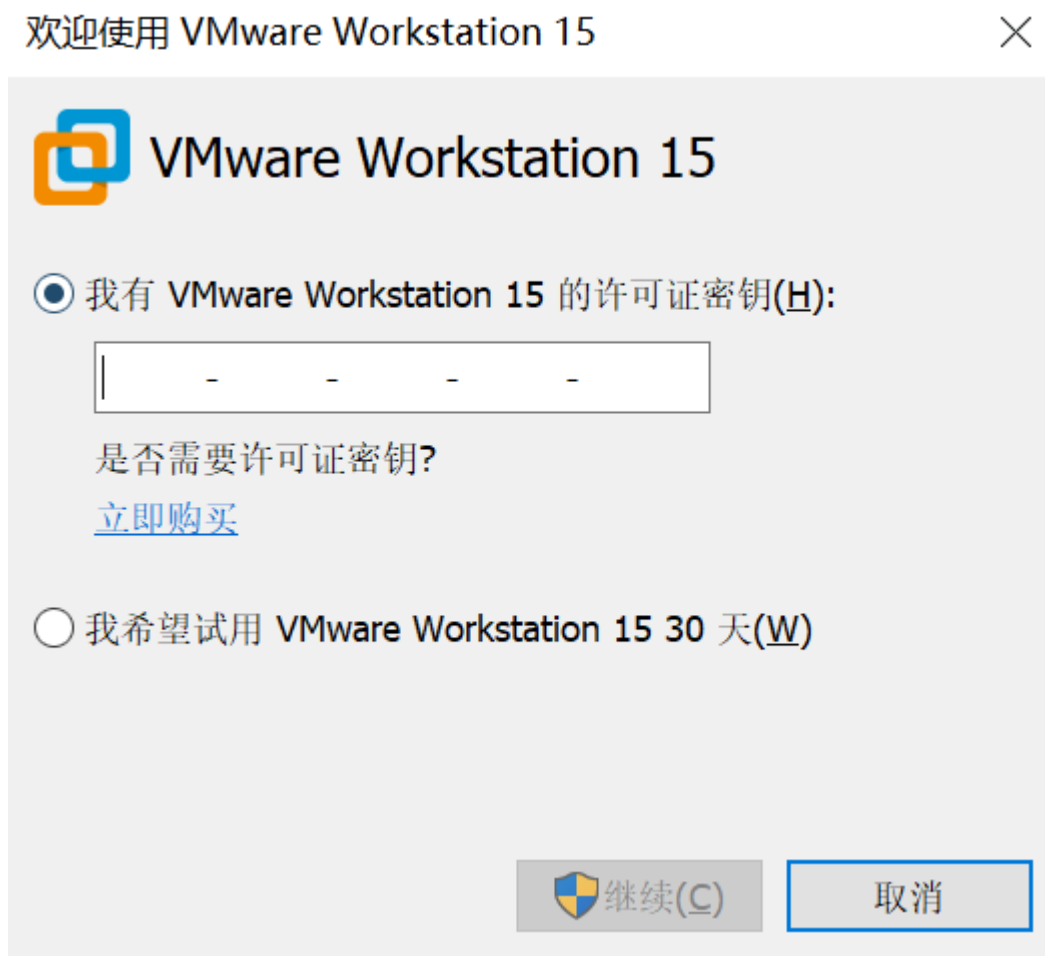 欢迎使用 VMware Workstation 15
VMware Workstation 15
我有 VMware Workstation 15 的许可证密钥(H):
- - - -
是否需要许可证密钥?
立即购买
我希望试用 VMware Workstation 15 30 天(W)
继续(C)
取消